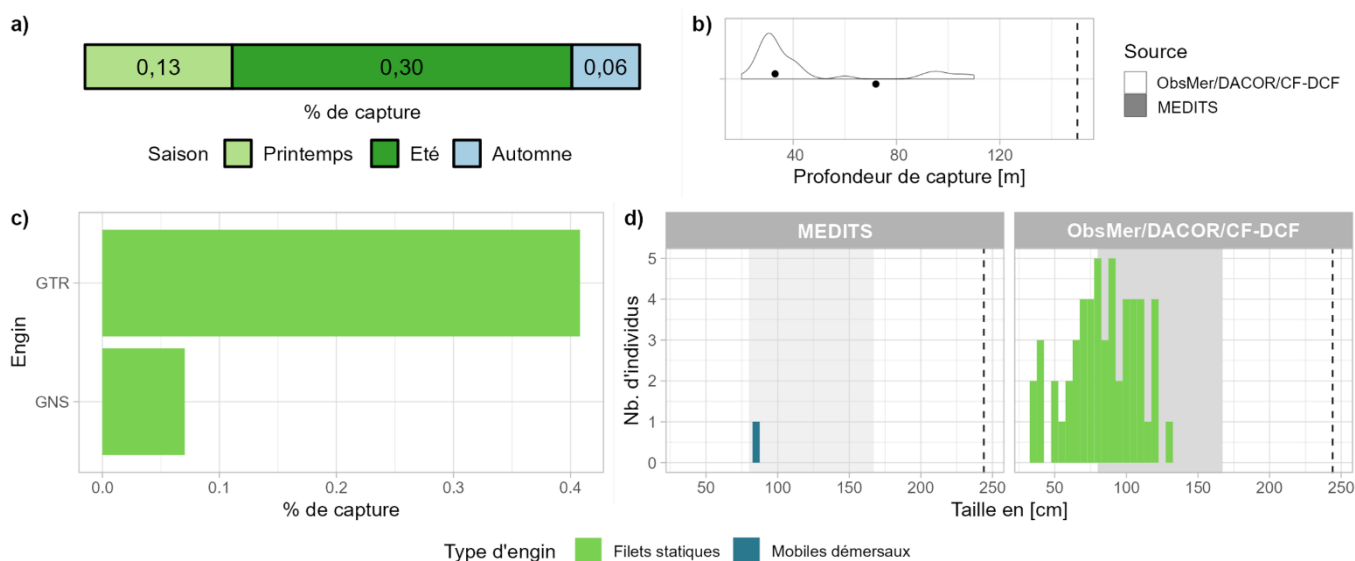 a)
0,13 0,30 0,06
% de capture
Saison Printemps Eté Automne
b)
40 80 120
Profondeur de capture [m]
Source
ObsMer/DACOR/CF-DCF
MEDITS
c)
Engin
GTR
GNS
0.0 0.1 0.2 0.3 0.4
% de capture
d)
MEDITS ObsMer/DACOR/CF-DCF
Nb. d'individus
5
4
3
2
1
0
50 100 150 200 250 50 100 150 200 250
Taille en [cm]
Type d'engin Filets statiques Mobiles démersaux